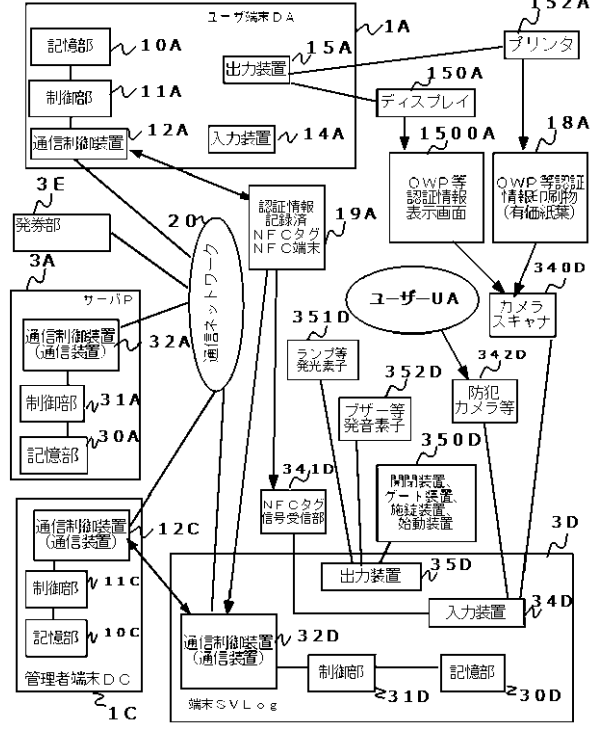 ユーザ端末DA
1A
記憶部
10A
制御部
11A
通信制御装置
12A
出力装置
15A
入力装置
14A
152A
プリンタ
150A
ディスプレイ
1500A
OWP等
認証情報
表示画面
18A
OWP等認証
情報印刷物
(有価紙葉)
3E
発券部
20
通信ネットワーク
認証情報
記録済
NFCタグ
NFC端末
19A
3A
サーバP
通信制御装置
(通信装置)
32A
制御部
31A
記憶部
30A
ユーザーUA
340D
カメラ
スキャナ
351D
ランプ等
発光素子
352D
ブザー等
発音素子
342D
防犯
カメラ等
350D
開閉装置、
ゲート装置、
施錠装置、
始動装置
341D
NFCタグ
信号受信部
通信制御装置
(通信装置)
12C
制御部
11C
記憶部
10C
管理者端末DC
1C
3D
出力装置
35D
入力装置
34D
通信制御装置
(通信装置)
32D
制御部
31D
記憶部
30D
端末SVLog